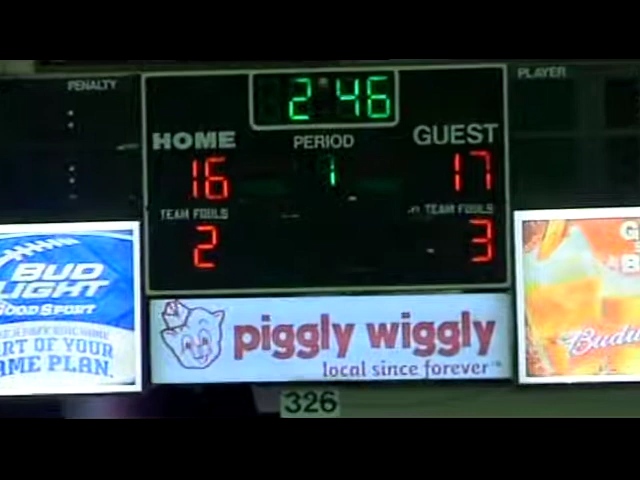 PENALTY
PLAYER
2:46
HOME
PERIOD
GUEST
16
1
17
TEAM FOULS
TEAM FOULS
2
3
BUD
LIGHT
GOOD SPORT
ART OF YOUR
AME PLAN.
piggly wiggly
local since forever
G
B
Budw
326